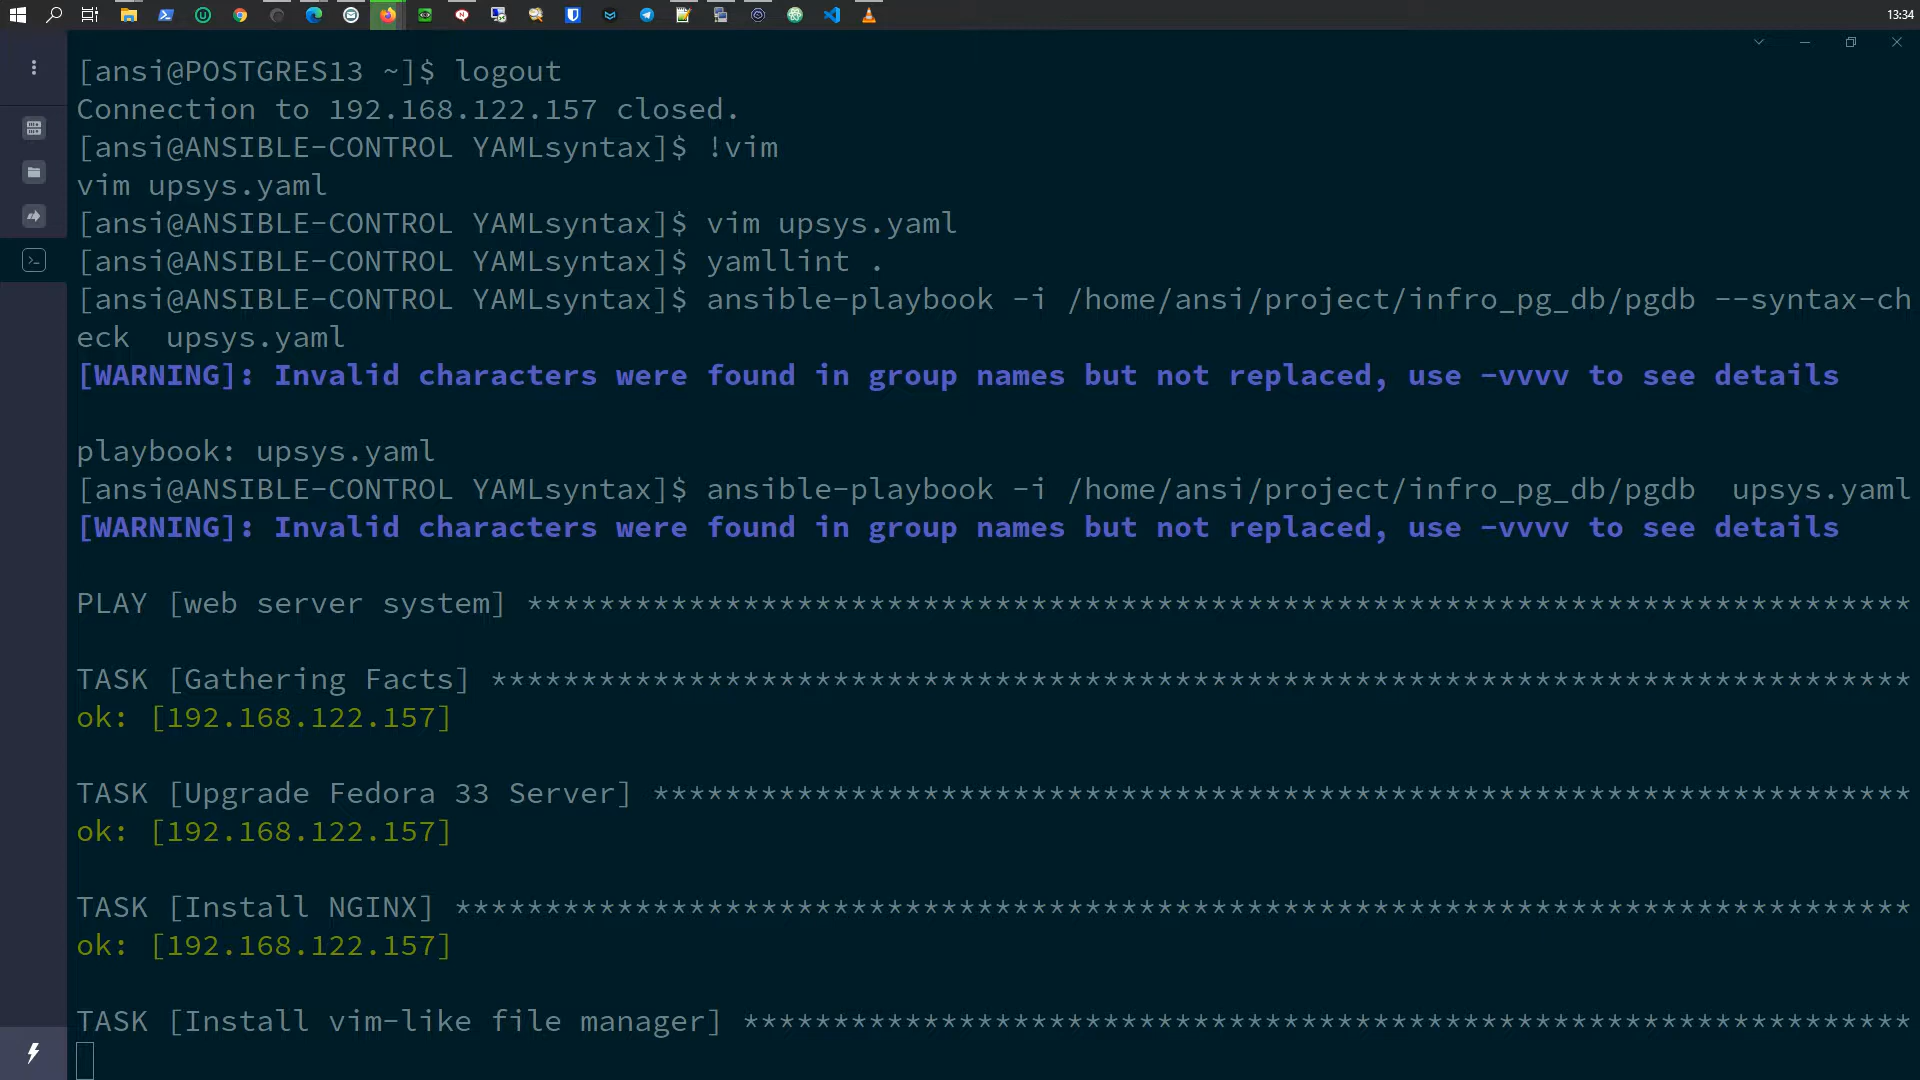 13:34
[ansi@POSTGRES13 ~]$ logout
Connection to 192.168.122.157 closed.
[ansi@ANSIBLE-CONTROL YAMLsyntax]$ !vim
vim upsys.yaml
[ansi@ANSIBLE-CONTROL YAMLsyntax]$ vim upsys.yaml
[ansi@ANSIBLE-CONTROL YAMLsyntax]$ yamllint .
[ansi@ANSIBLE-CONTROL YAMLsyntax]$ ansible-playbook -i /home/ansi/project/infro_pg_db/pgdb --syntax-ch
eck  upsys.yaml
[WARNING]: Invalid characters were found in group names but not replaced, use -vvvv to see details
playbook: upsys.yaml
[ansi@ANSIBLE-CONTROL YAMLsyntax]$ ansible-playbook -i /home/ansi/project/infro_pg_db/pgdb  upsys.yaml
[WARNING]: Invalid characters were found in group names but not replaced, use -vvvv to see details
PLAY [web server system] *****************************************************************************
TASK [Gathering Facts] *******************************************************************************
ok: [192.168.122.157]
TASK [Upgrade Fedora 33 Server] **********************************************************************
ok: [192.168.122.157]
TASK [Install NGINX] *********************************************************************************
ok: [192.168.122.157]
TASK [Install vim-like file manager] *****************************************************************